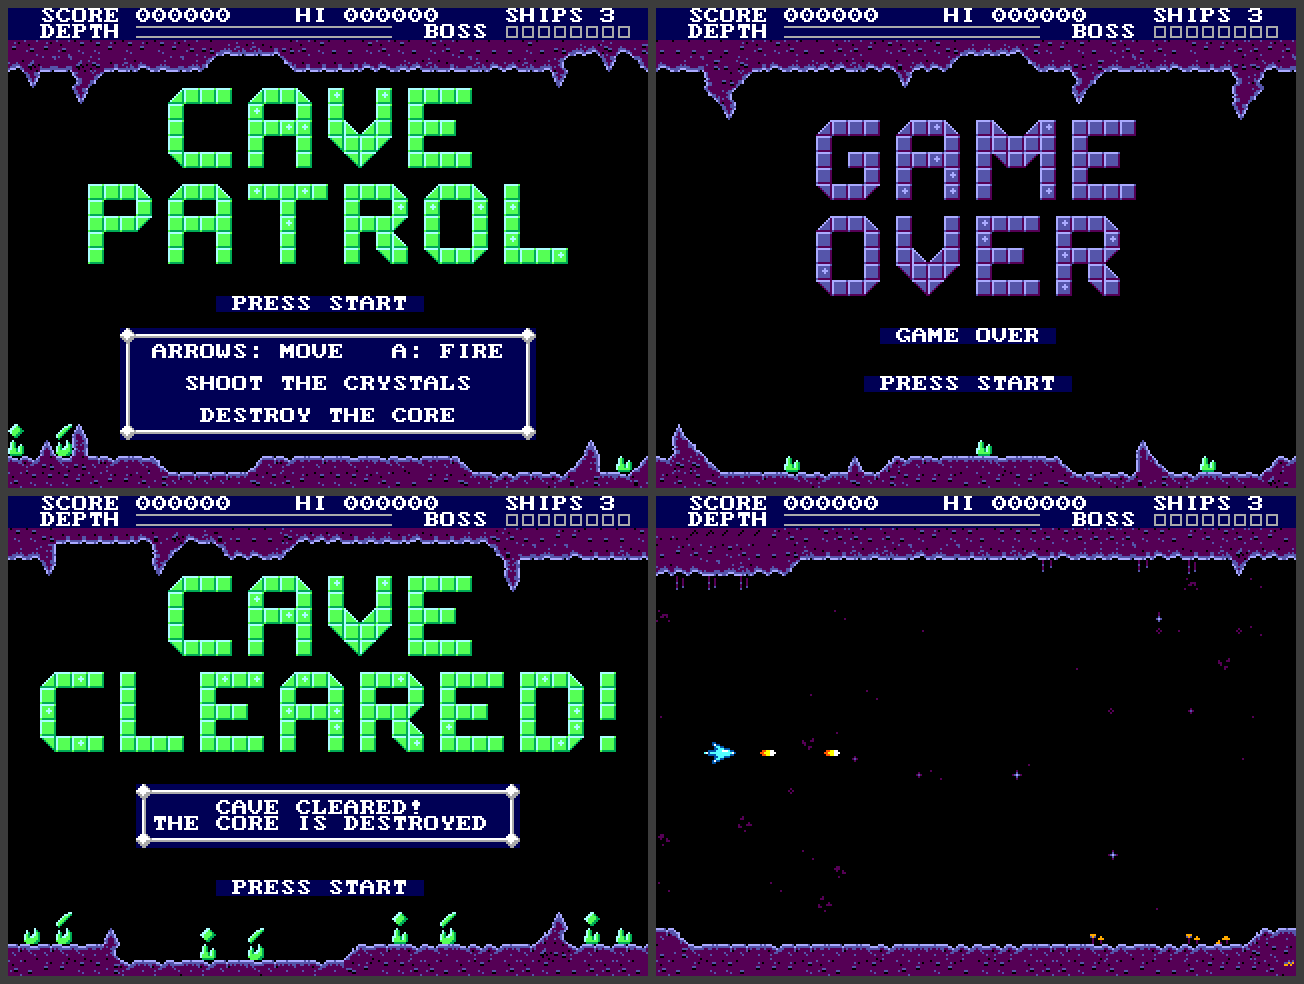 SCORE 000000 HI 000000 SHIPS 3
DEPTH BOSS
CAVE
PATROL
PRESS START
ARROWS: MOVE A: FIRE
SHOOT THE CRYSTALS
DESTROY THE CORE
SCORE 000000 HI 000000 SHIPS 3
DEPTH BOSS
GAME
OVER
GAME OVER
PRESS START
SCORE 000000 HI 000000 SHIPS 3
DEPTH BOSS
CAVE
CLEARED!
CAVE CLEARED!
THE CORE IS DESTROYED
PRESS START
SCORE 000000 HI 000000 SHIPS 3
DEPTH BOSS